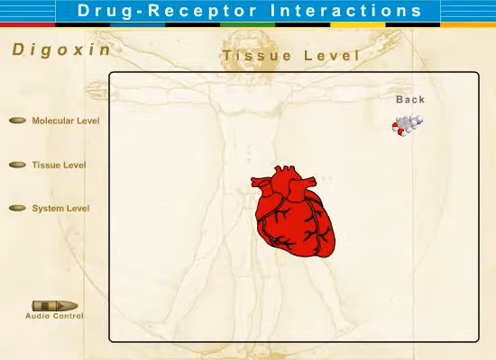 Drug-Receptor Interactions
Digoxin
Tissue Level
Back
Molecular Level
Tissue Level
System Level
Audio Control